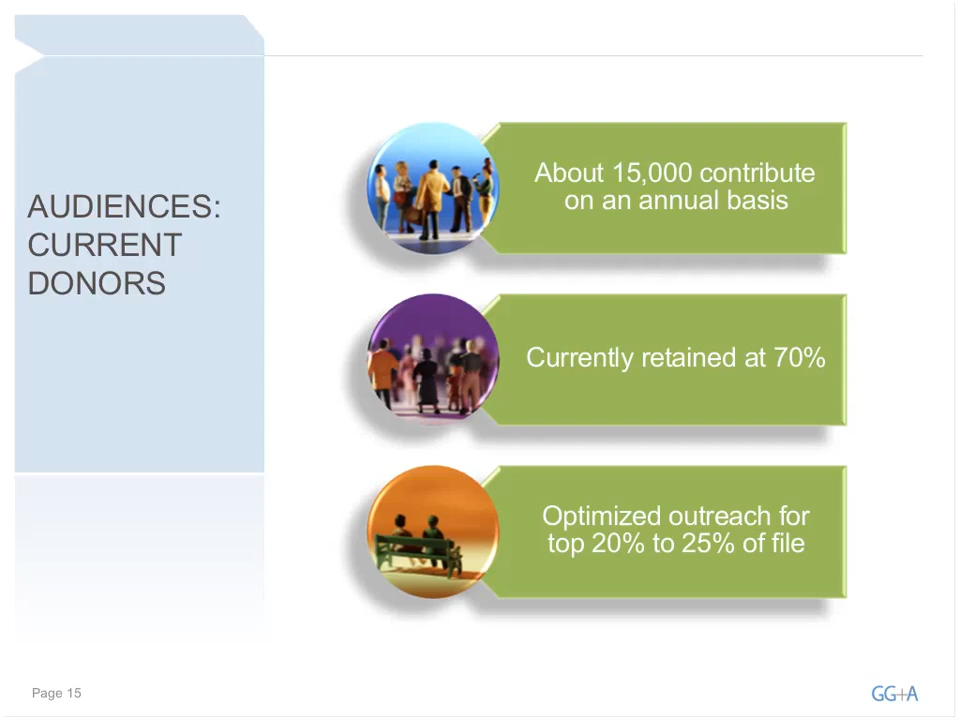 AUDIENCES:
CURRENT
DONORS
About 15,000 contribute
on an annual basis
Currently retained at 70%
Optimized outreach for
top 20% to 25% of file
Page 15
GG+A